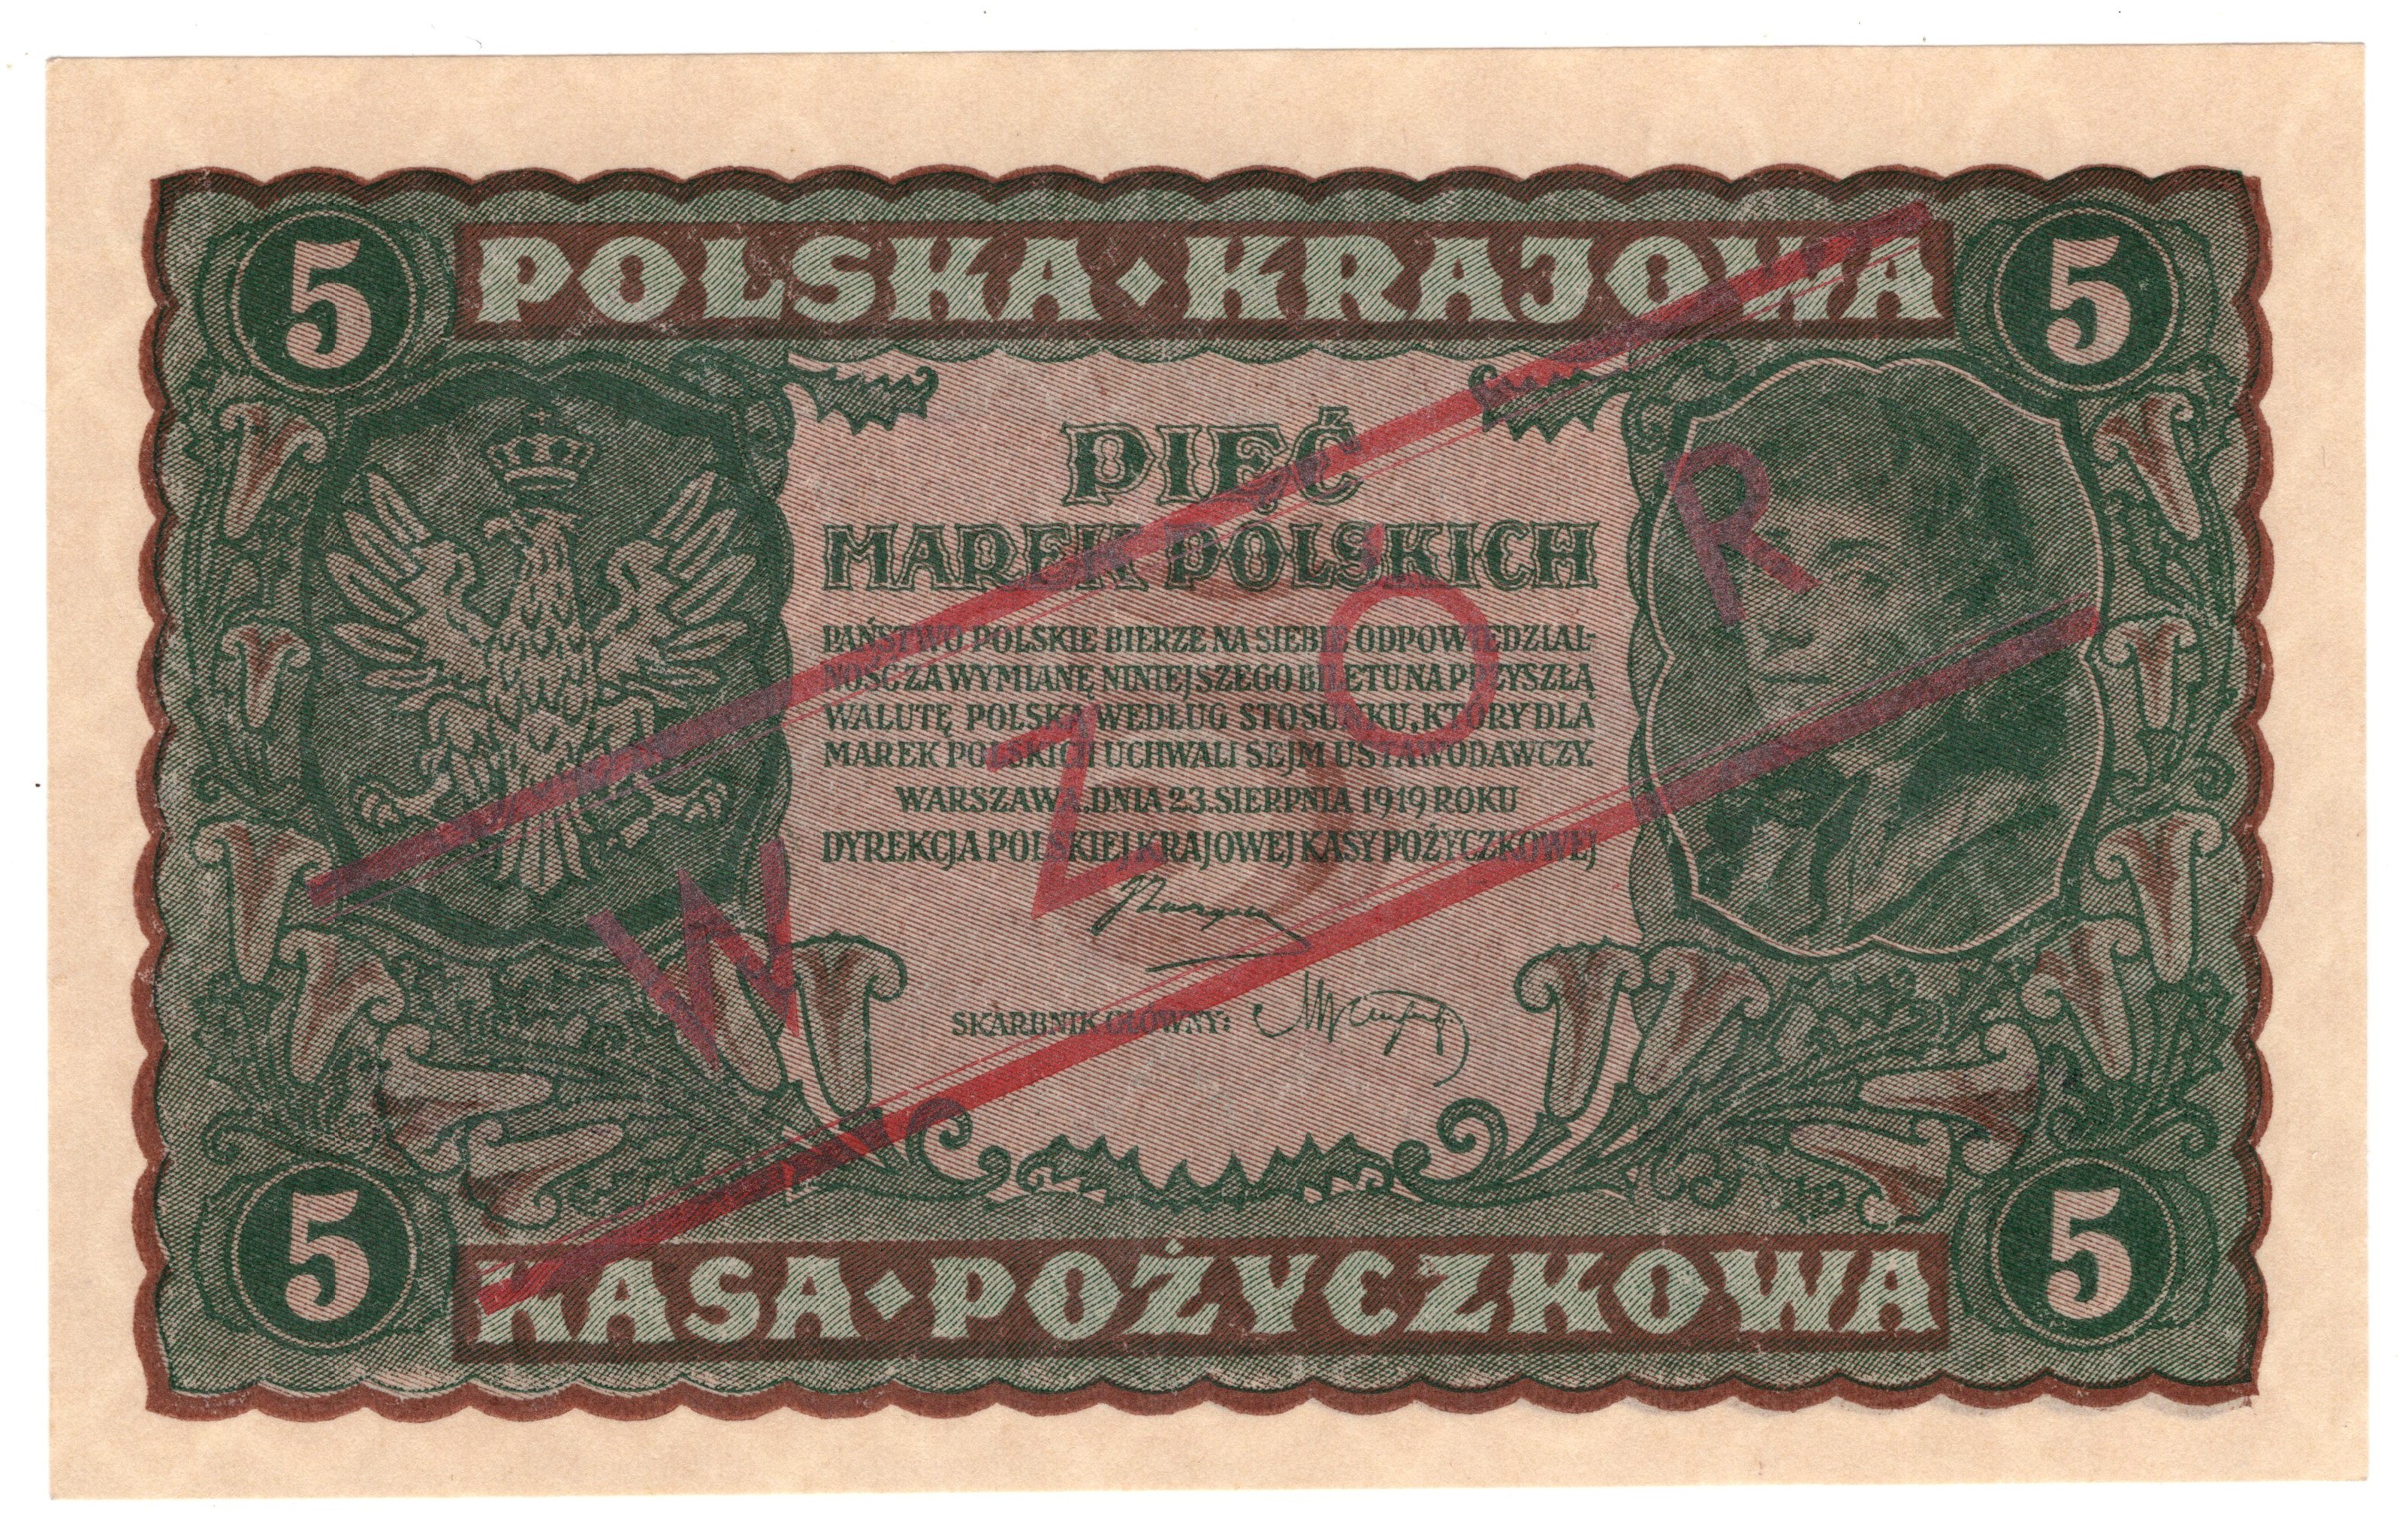 5 POLSKA · KRAJOWA 5
PIĘĆ
MAREK POLSKICH
PAŃSTWO POLSKIE BIERZE NA SIEBIE ODPOWIEDZIAL-
NOŚĆ ZA WYMIANĘ NINIEJSZEGO BILETU NA PRZYSZŁĄ
WALUTĘ POLSKĄ WEDŁUG STOSUNKU, KTÓRY DLA
MAREK POLSKICH UCHWALI SEJM USTAWODAWCZY.
WARSZAWA. DNIA 23. SIERPNIA 1919 ROKU
DYREKCJA POLSKIEJ KRAJOWEJ KASY POŻYCZKOWEJ
SKARBNIK GŁÓWNY:
WZÓR
5 KASA · POŻYCZKOWA 5